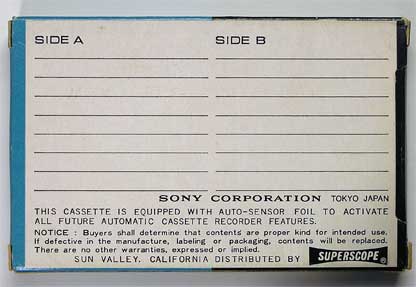 SIDE A SIDE B
SONY CORPORATION TOKYO JAPAN
THIS CASSETTE IS EQUIPPED WITH AUTO-SENSOR FOIL TO ACTIVATE
ALL FUTURE AUTOMATIC CASSETTE RECORDER FEATURES.
NOTICE : Buyers shall determine that contents are proper kind for intended use.
If defective in the manufacture, labeling or packaging, contents will be replaced.
There are no other warranties, expressed or implied.
SUN VALLEY, CALIFORNIA DISTRIBUTED BY SUPERSCOPE®